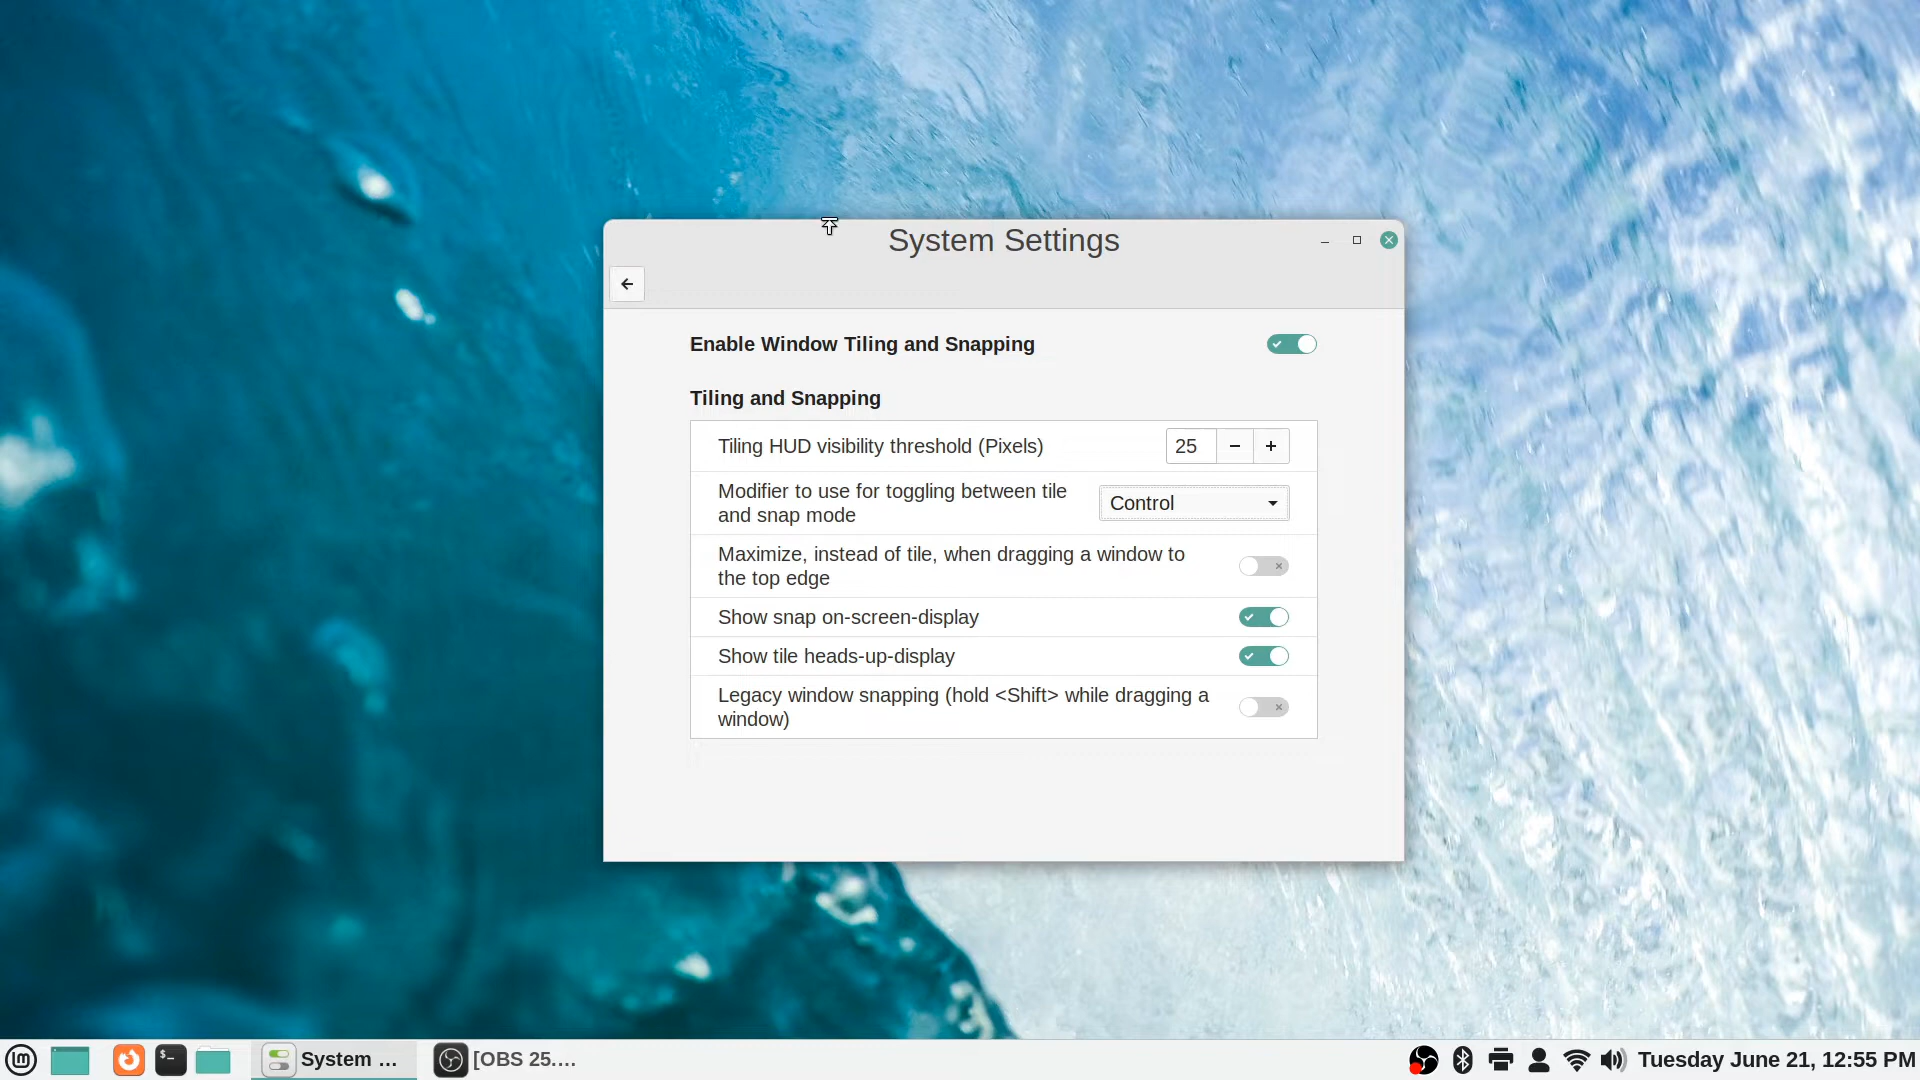 System Settings
Enable Window Tiling and Snapping
Tiling and Snapping
Tiling HUD visibility threshold (Pixels)
25
Modifier to use for toggling between tile
and snap mode
Control
Maximize, instead of tile, when dragging a window to
the top edge
Show snap on-screen-display
Show tile heads-up-display
Legacy window snapping (hold <Shift> while dragging a
window)
System ...
[OBS 25....
Tuesday June 21, 12:55 PM